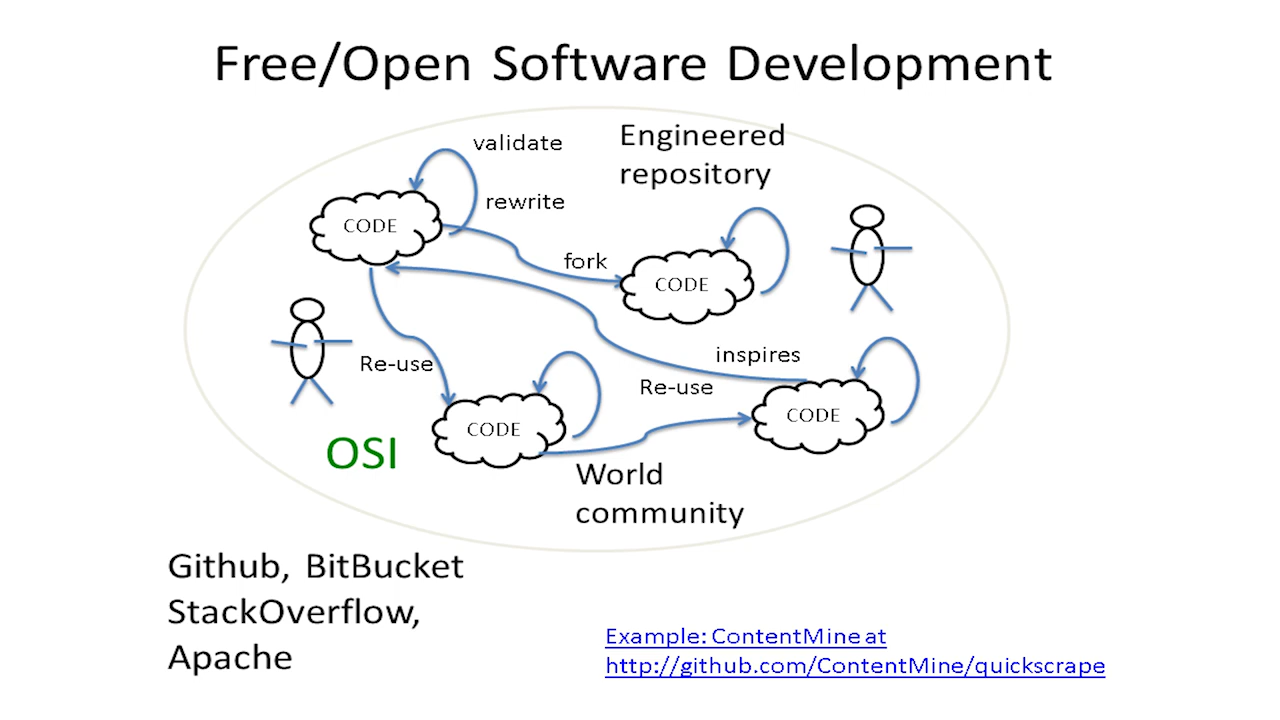 Free/Open Software Development
validate
Engineered
repository
rewrite
CODE
fork
CODE
inspires
Re-use
Re-use
CODE
CODE
OSI
World
community
Github, BitBucket
StackOverflow,
Apache
Example: ContentMine at
http://github.com/ContentMine/quickscrape